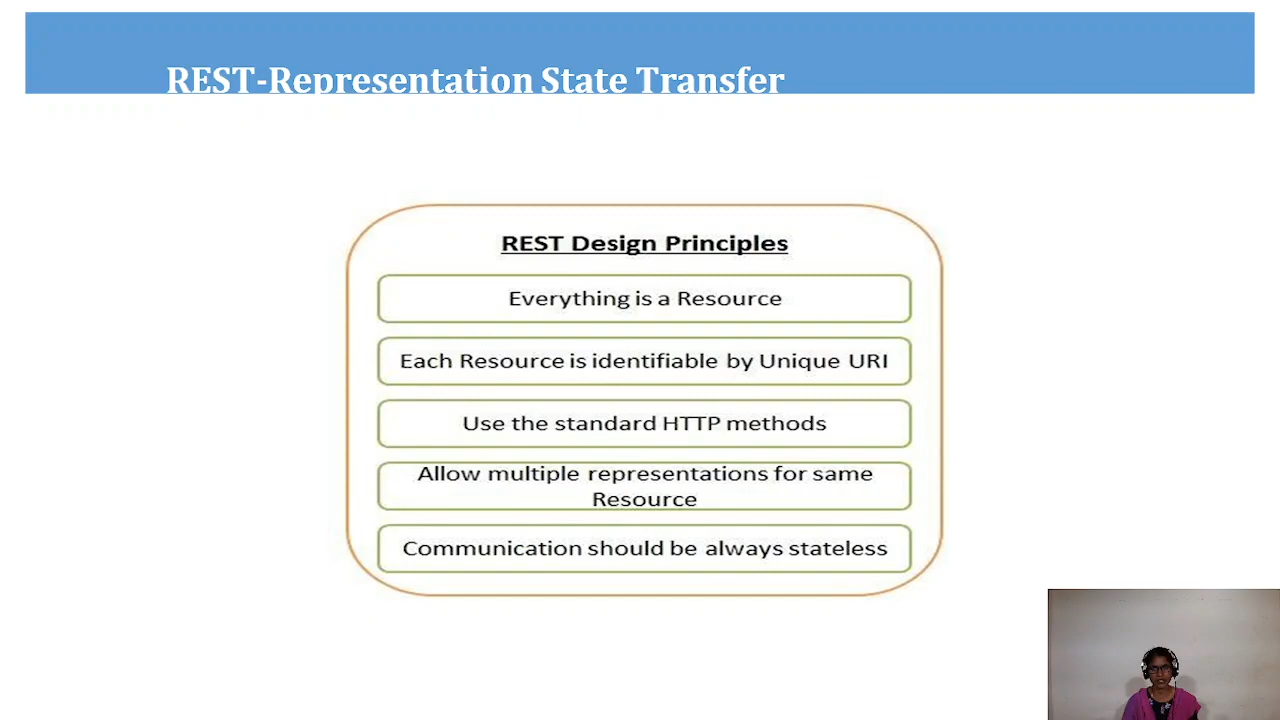 REST-Representation State Transfer
REST Design Principles
Everything is a Resource
Each Resource is identifiable by Unique URI
Use the standard HTTP methods
Allow multiple representations for same
Resource
Communication should be always stateless